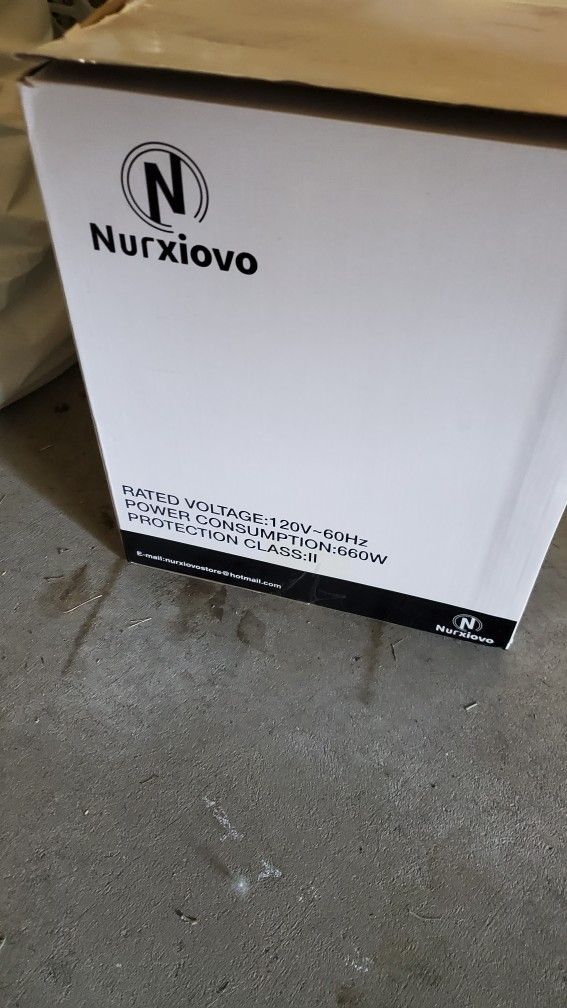 N
Nurxiovo
RATED VOLTAGE:120V~60Hz
POWER CONSUMPTION:660W
PROTECTION CLASS:II
E-mail:nurxiovostore@hotmail.com
N
Nurxiovo